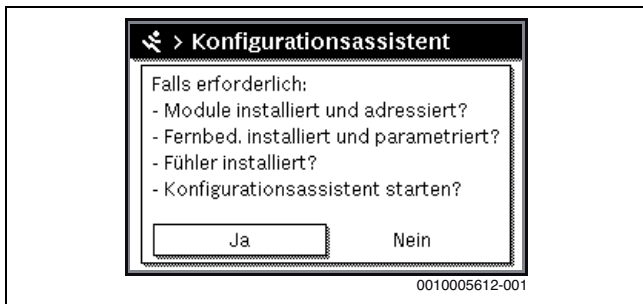 > Konfigurationsassistent
Falls erforderlich:
- Module installiert und adressiert?
- Fernbed. installiert und parametriert?
- Fühler installiert?
- Konfigurationsassistent starten?
Ja Nein
0010005612-001